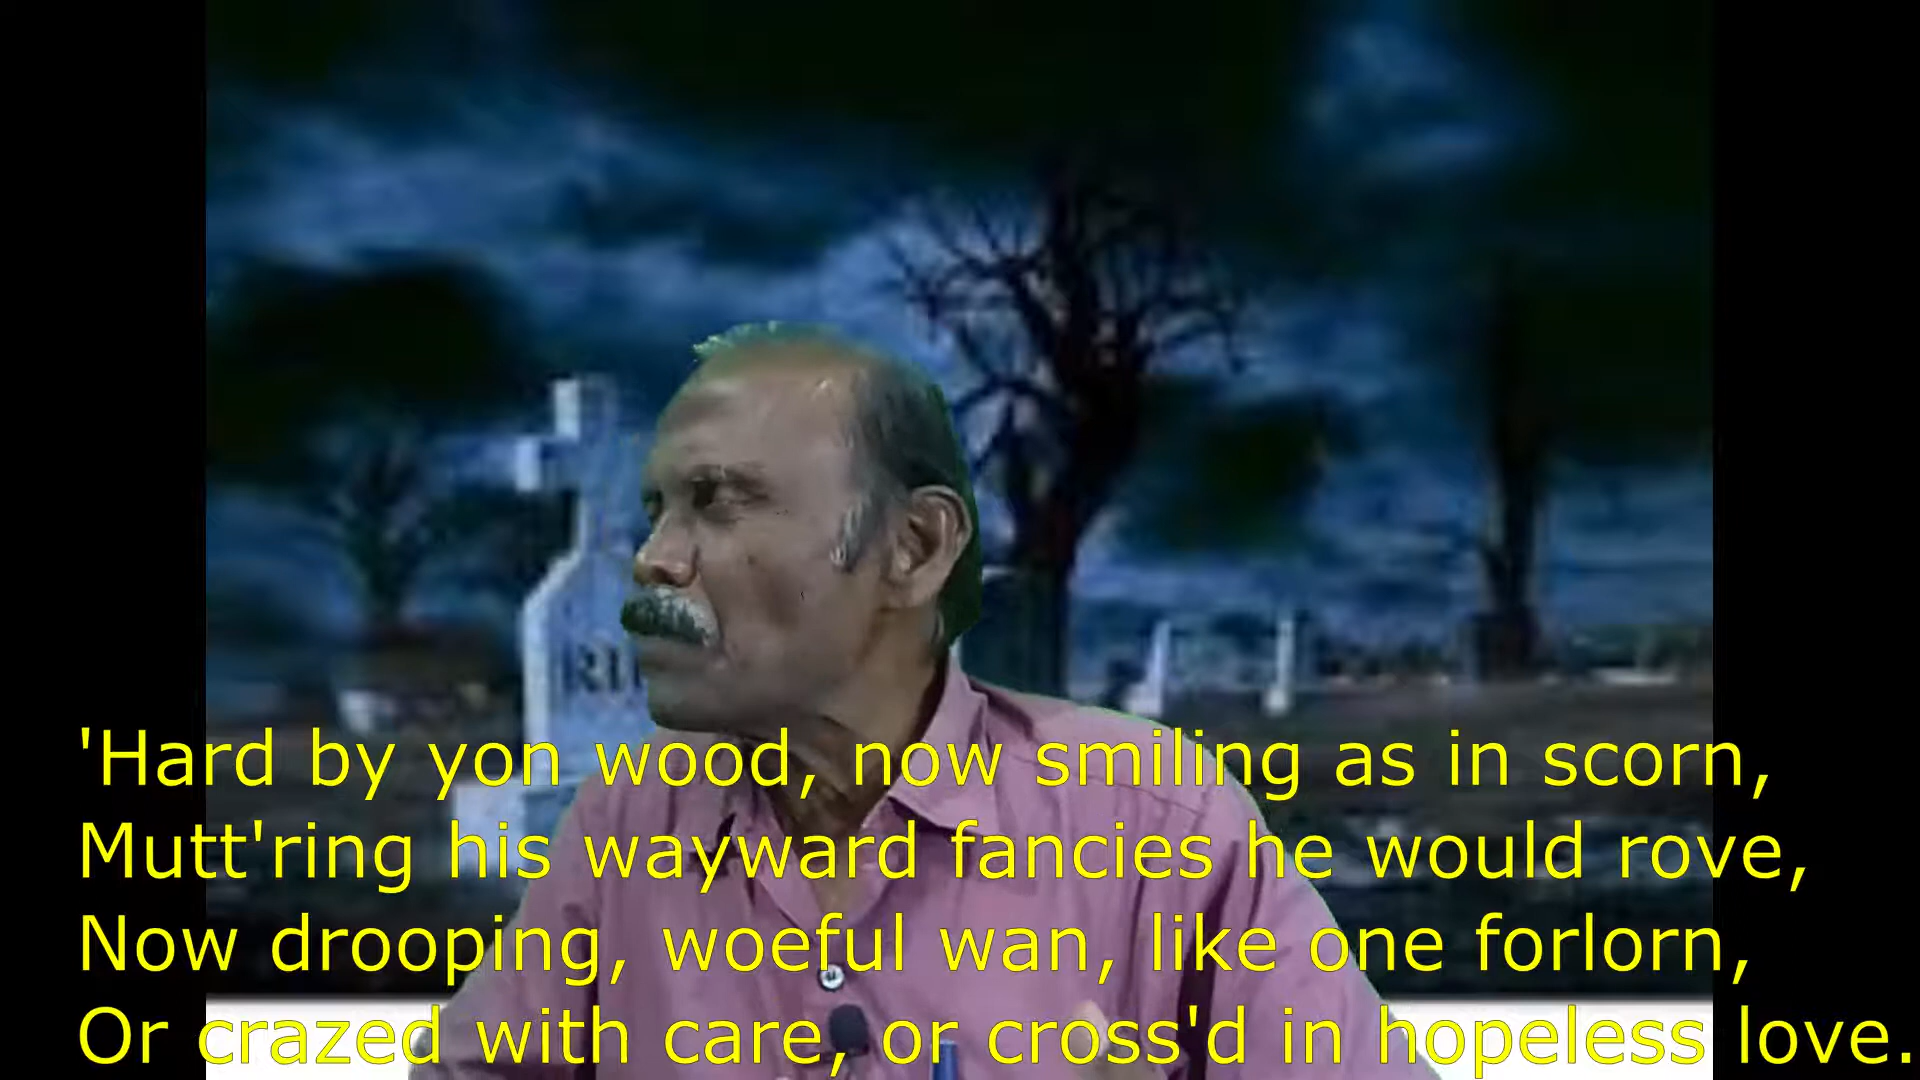 RI
'Hard by yon wood, now smiling as in scorn,
Mutt'ring his wayward fancies he would rove,
Now drooping, woeful wan, like one forlorn,
Or crazed with care, or cross'd in hopeless love.